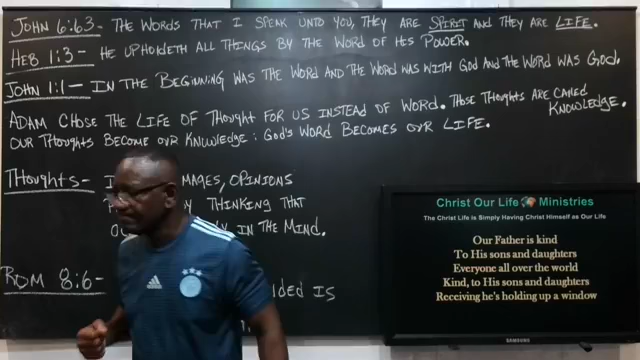 JOHN 6:63 - THE WORDS THAT I SPEAK UNTO YOU, THEY ARE SPIRIT AND THEY ARE LIFE.
HEB 1:3 - HE UPHOLDETH ALL THINGS BY THE WORD OF HIS POWER.
JOHN 1:1 - IN THE BEGINNING WAS THE WORD AND THE WORD WAS WITH GOD AND THE WORD WAS GOD.
ADAM CHOSE THE LIFE OF THOUGHT FOR US INSTEAD OF WORD. THOSE THOUGHTS ARE CALLED
KNOWLEDGE.
OUR THOUGHTS BECOME OUR KNOWLEDGE: GOD'S WORD BECOMES OUR LIFE.
THOUGHTS - MAGES, OPINIONS
BY THINKING THAT
IN THE MIND.
ROM 8:6 - DED IS
Christ Our Life Ministries
The Christ Life is Simply Having Christ Himself as Our Life
Our Father is kind
To His sons and daughters
Everyone all over the world
Kind, to His sons and daughters
Receiving he's holding up a window
SAMSUNG
adidas